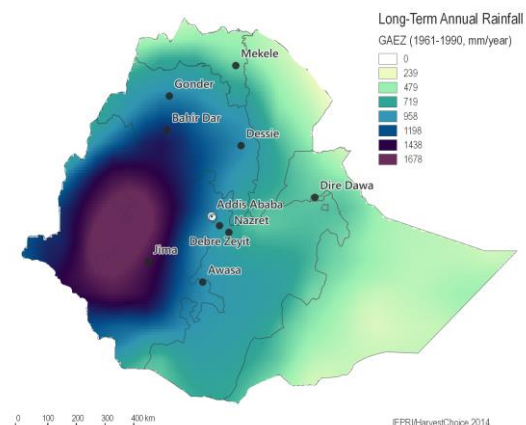 Long-Term Annual Rainfall
GAEZ (1961-1990, mm/year)
0
239
479
719
958
1198
1438
1678
Mekele
Gonder
Bahir Dar
Dessie
Dire Dawa
Addis Ababa
Nazret
Debre Zeyit
Jima
Awasa
0 100 200 300 400 km
IFPRI/HarvestChoice 2014